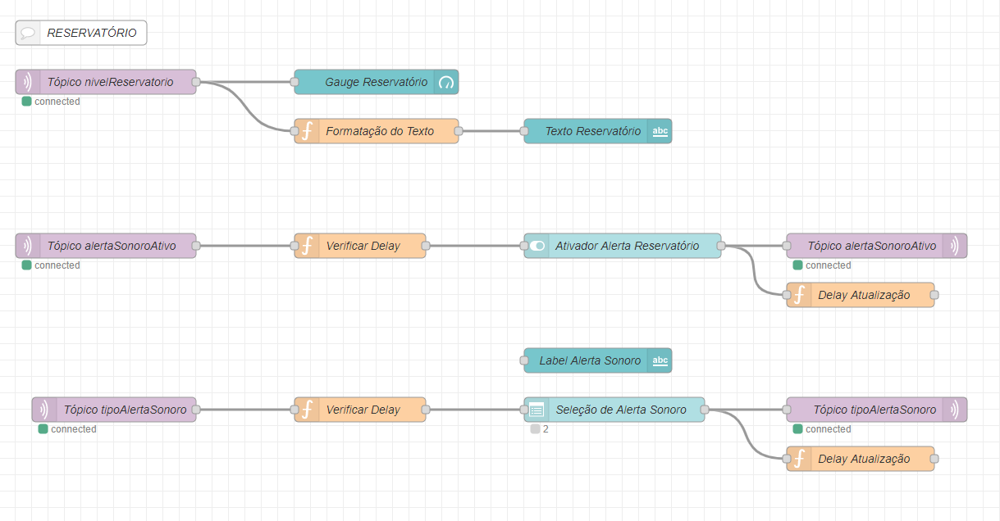 RESERVATÓRIO
Tópico nivelReservatorio
connected
Gauge Reservatório
Formatação do Texto
Texto Reservatório
abc
Tópico alertaSonoroAtivo
connected
Verificar Delay
Ativador Alerta Reservatório
Tópico alertaSonoroAtivo
connected
Delay Atualização
Label Alerta Sonoro
abc
Tópico tipoAlertaSonoro
connected
Verificar Delay
Seleção de Alerta Sonoro
2
Tópico tipoAlertaSonoro
connected
Delay Atualização